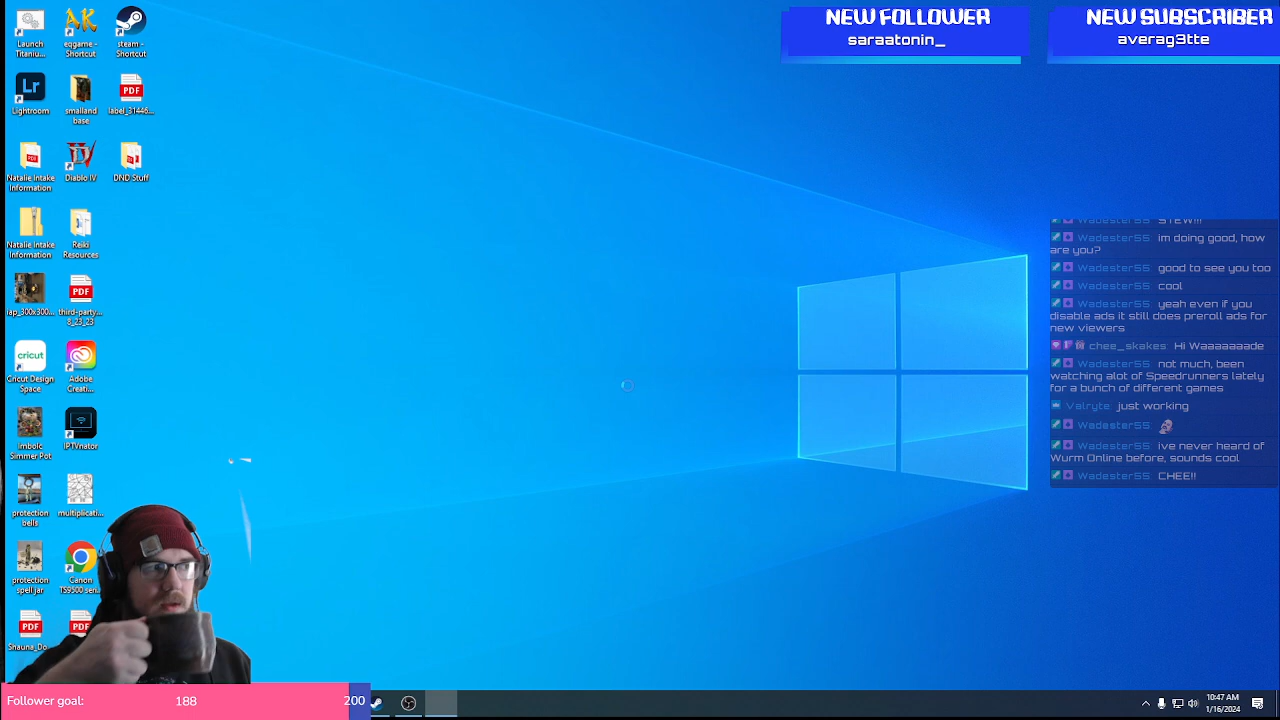 NEW FOLLOWER
saraatonin_
NEW SUBSCRIBER
averag3tte
Launch
Titaniu...
eqgame -
Shortcut
steam -
Shortcut
Lightroom
smalland
base
label_31446...
Natalie Intake
Information
Diablo IV
DND Stuff
Natalie Intake
Information
Reiki
Resources
iap_300x300...
third-party...
8_23_23
cricut
Cricut Design
Space
Adobe
Creati...
Imbolc
Simmer Pot
IPTVnator
protection
bells
multiplicati...
protection
spell jar
Canon
TS9500 seri...
Shauna_Do...
Wadester55: STEW!!!
Wadester55: im doing good, how
are you?
Wadester55: good to see you too
Wadester55: cool
Wadester55: yeah even if you
disable ads it still does preroll ads for
new viewers
chee_skakes: Hi Waaaaaaade
Wadester55: not much, been
watching alot of Speedrunners lately
for a bunch of different games
Valryte: just working
Wadester55:
Wadester55: ive never heard of
Wurm Online before, sounds cool
Wadester55: CHEE!!
Follower goal: 188 200
10:47 AM
1/16/2024